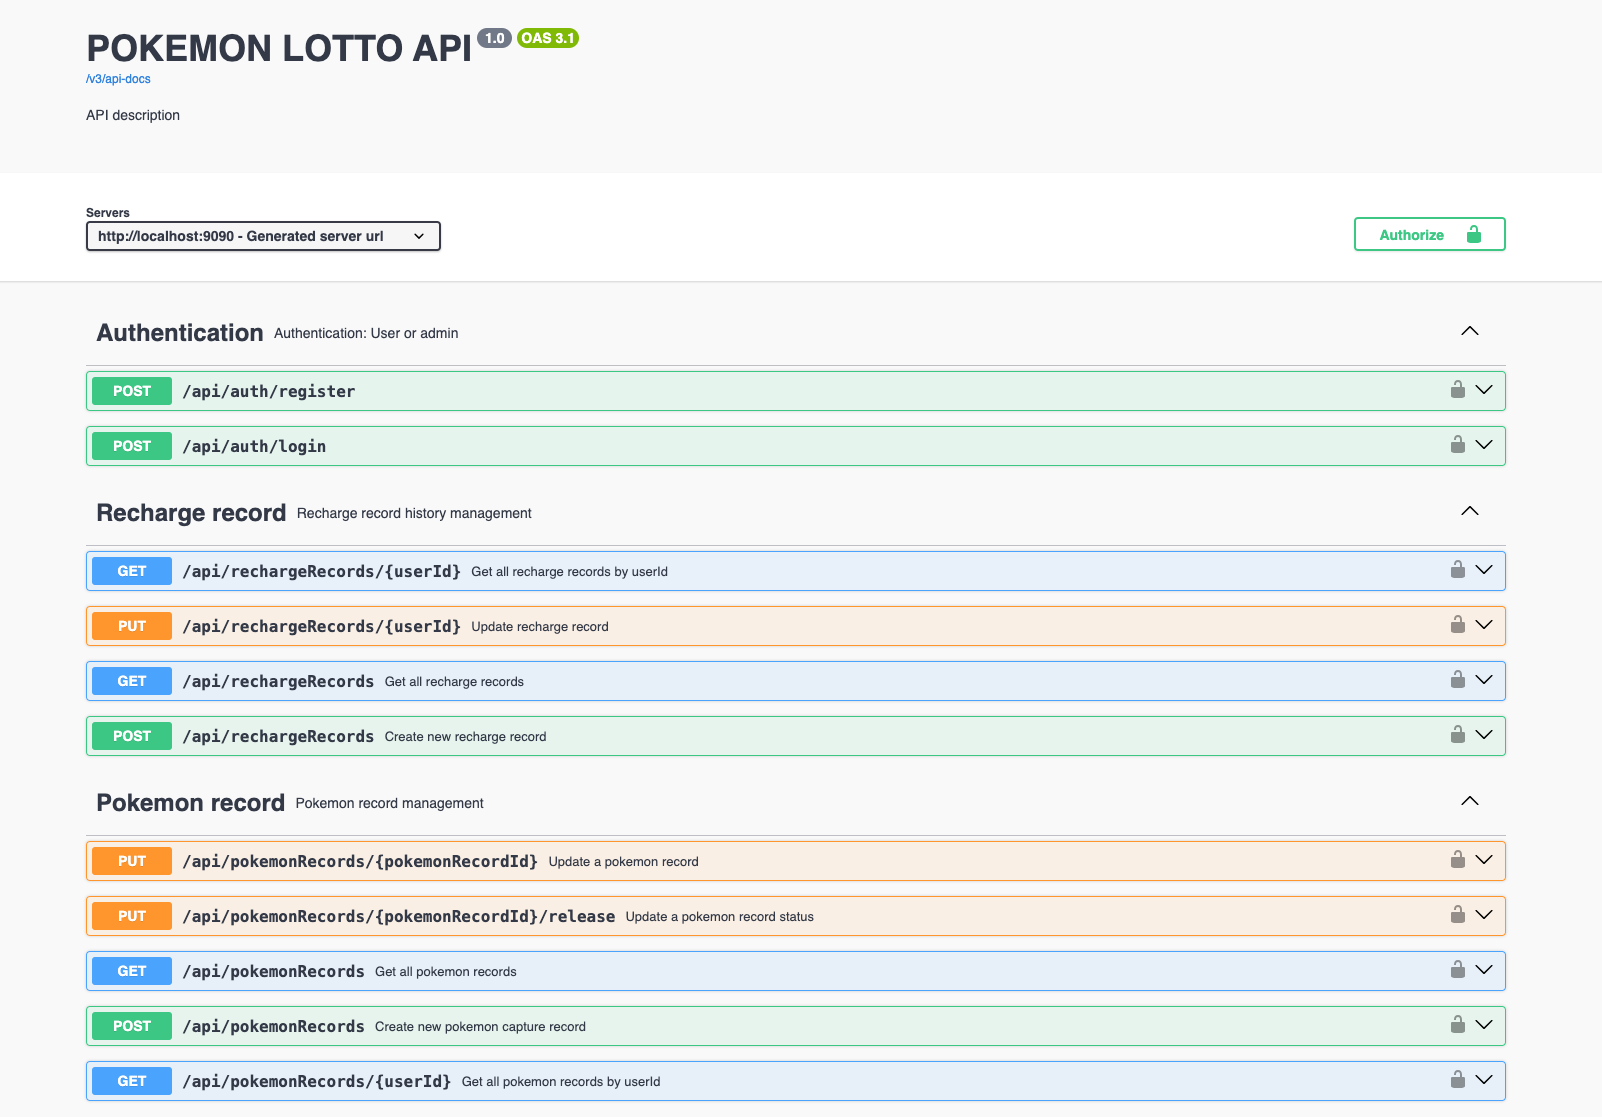 POKEMON LOTTO API 1.0 OAS 3.1
/v3/api-docs
API description
Servers
http://localhost:9090 - Generated server url
Authorize
Authentication Authentication: User or admin
POST /api/auth/register
POST /api/auth/login
Recharge record Recharge record history management
GET /api/rechargeRecords/{userId} Get all recharge records by userId
PUT /api/rechargeRecords/{userId} Update recharge record
GET /api/rechargeRecords Get all recharge records
POST /api/rechargeRecords Create new recharge record
Pokemon record Pokemon record management
PUT /api/pokemonRecords/{pokemonRecordId} Update a pokemon record
PUT /api/pokemonRecords/{pokemonRecordId}/release Update a pokemon record status
GET /api/pokemonRecords Get all pokemon records
POST /api/pokemonRecords Create new pokemon capture record
GET /api/pokemonRecords/{userId} Get all pokemon records by userId